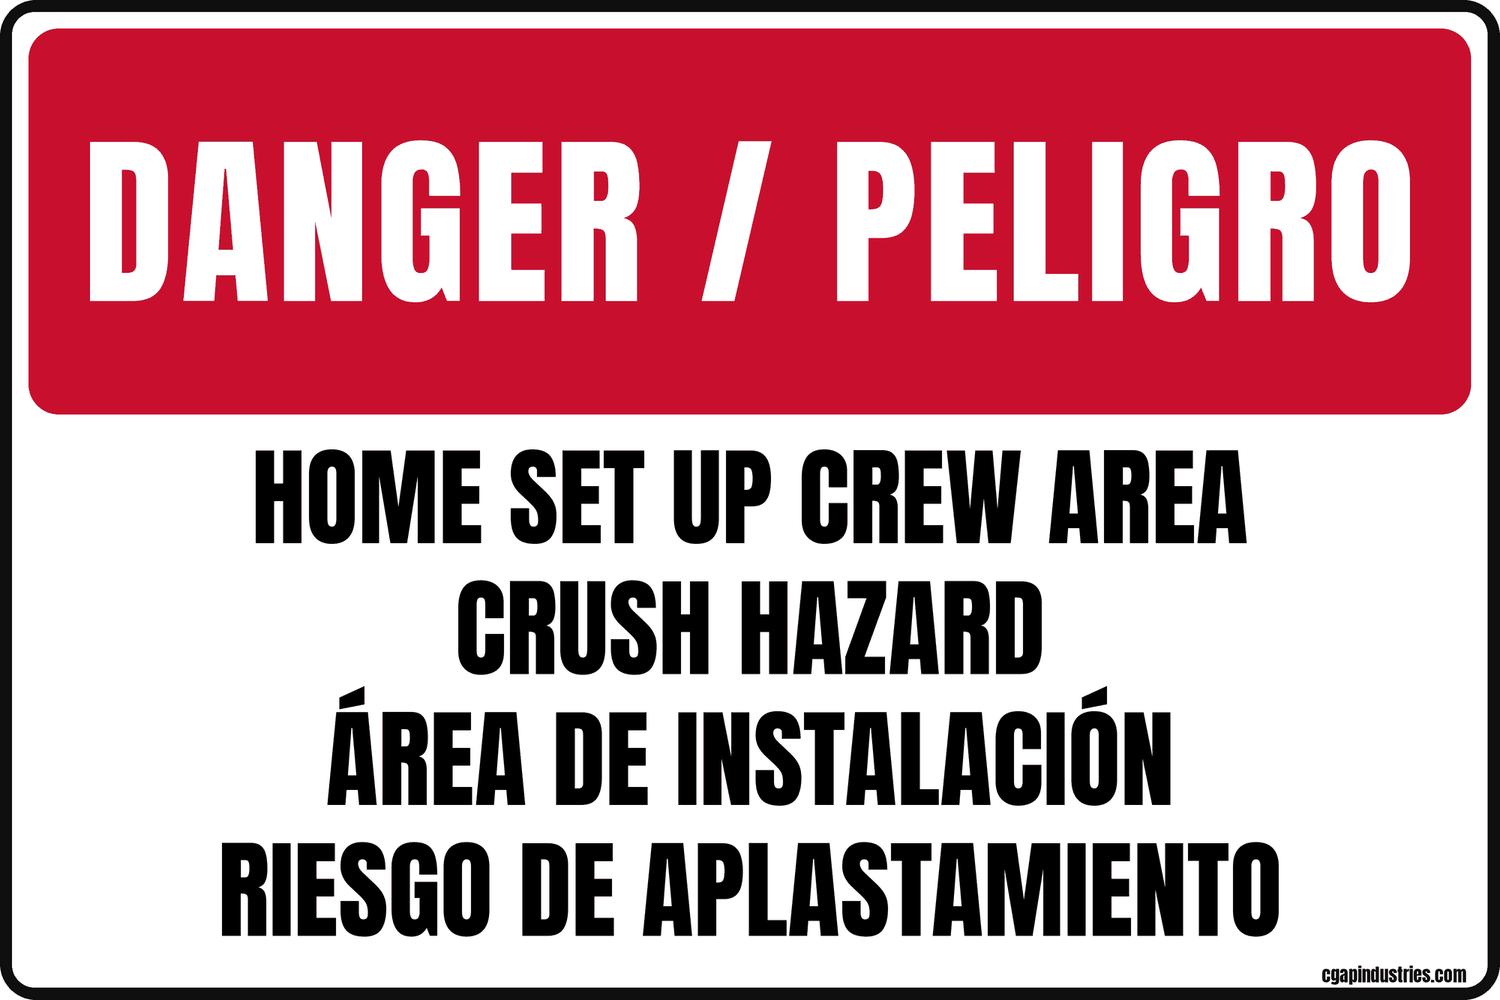 DANGER / PELIGRO
HOME SET UP CREW AREA
CRUSH HAZARD
ÁREA DE INSTALACIÓN
RIESGO DE APLASTAMIENTO
cgapindustries.com